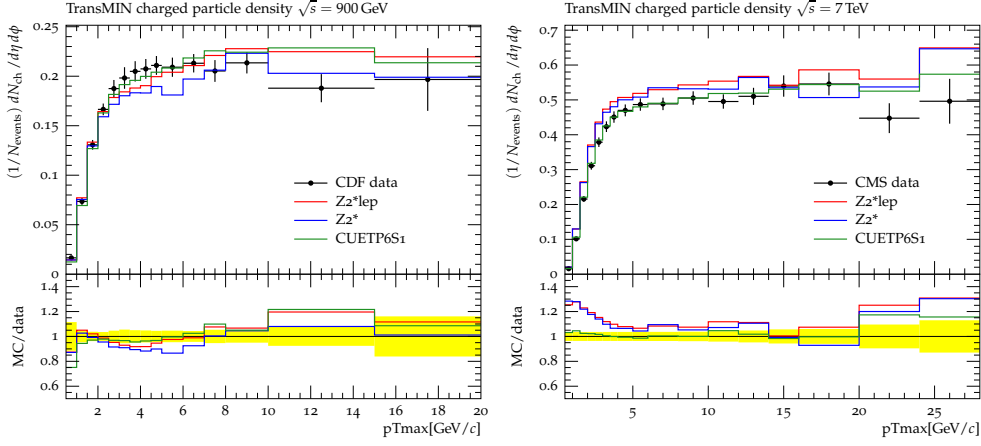 TransMIN charged particle density √s = 900 GeV
(1/N_events) dN_ch/dη dϕ
0.25
0.2
0.15
0.1
0.05
0
CDF data
Z2*lep
Z2*
CUETP6S1
MC/data
1.4
1.2
1
0.8
0.6
2 4 6 8 10 12 14 16 18 20
pTmax[GeV/c]
TransMIN charged particle density √s = 7 TeV
(1/N_events) dN_ch/dη dϕ
0.7
0.6
0.5
0.4
0.3
0.2
0.1
0
CMS data
Z2*lep
Z2*
CUETP6S1
MC/data
1.4
1.2
1
0.8
0.6
5 10 15 20 25
pTmax[GeV/c]